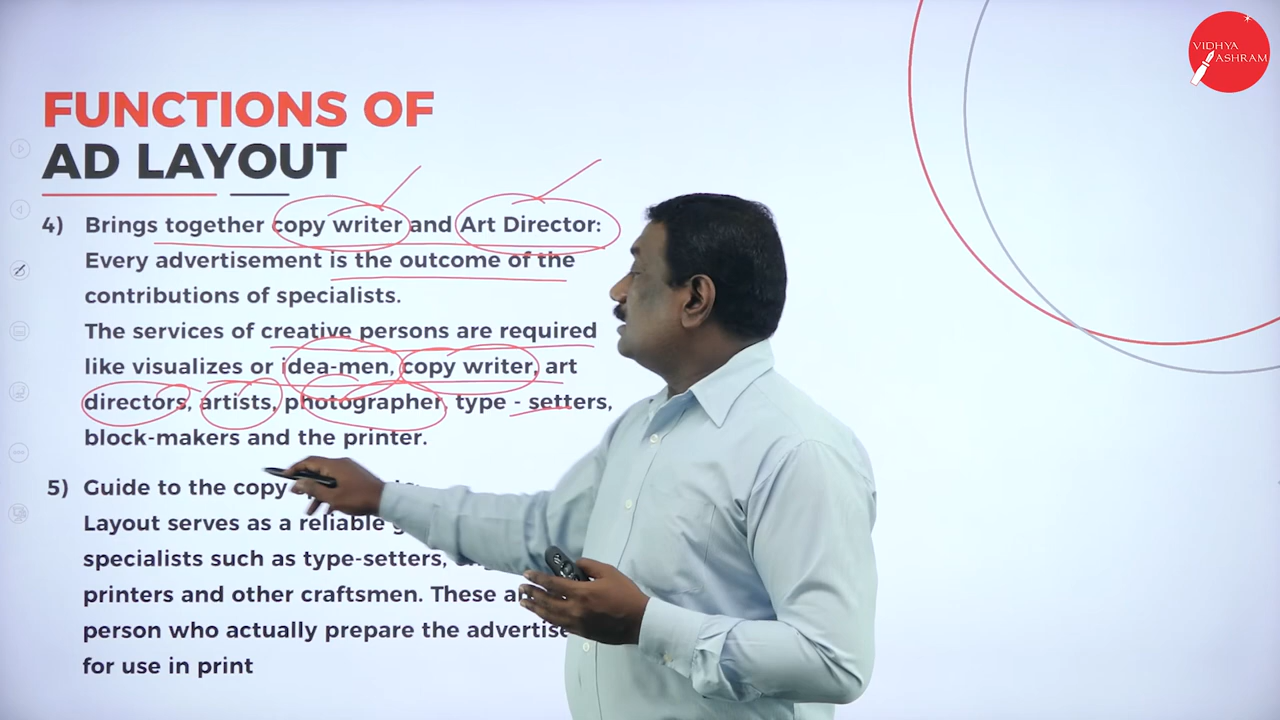 VIDHYA
ASHRAM
FUNCTIONS OF
AD LAYOUT
4) Brings together copy writer and Art Director:
Every advertisement is the outcome of the
contributions of specialists.
The services of creative persons are required
like visualizes or idea-men, copy writer, art
directors, artists, photographer, type - setters,
block-makers and the printer.
5) Guide to the copy
Layout serves as a reliable
specialists such as type-setters,
printers and other craftsmen. These
person who actually prepare the
for use in print